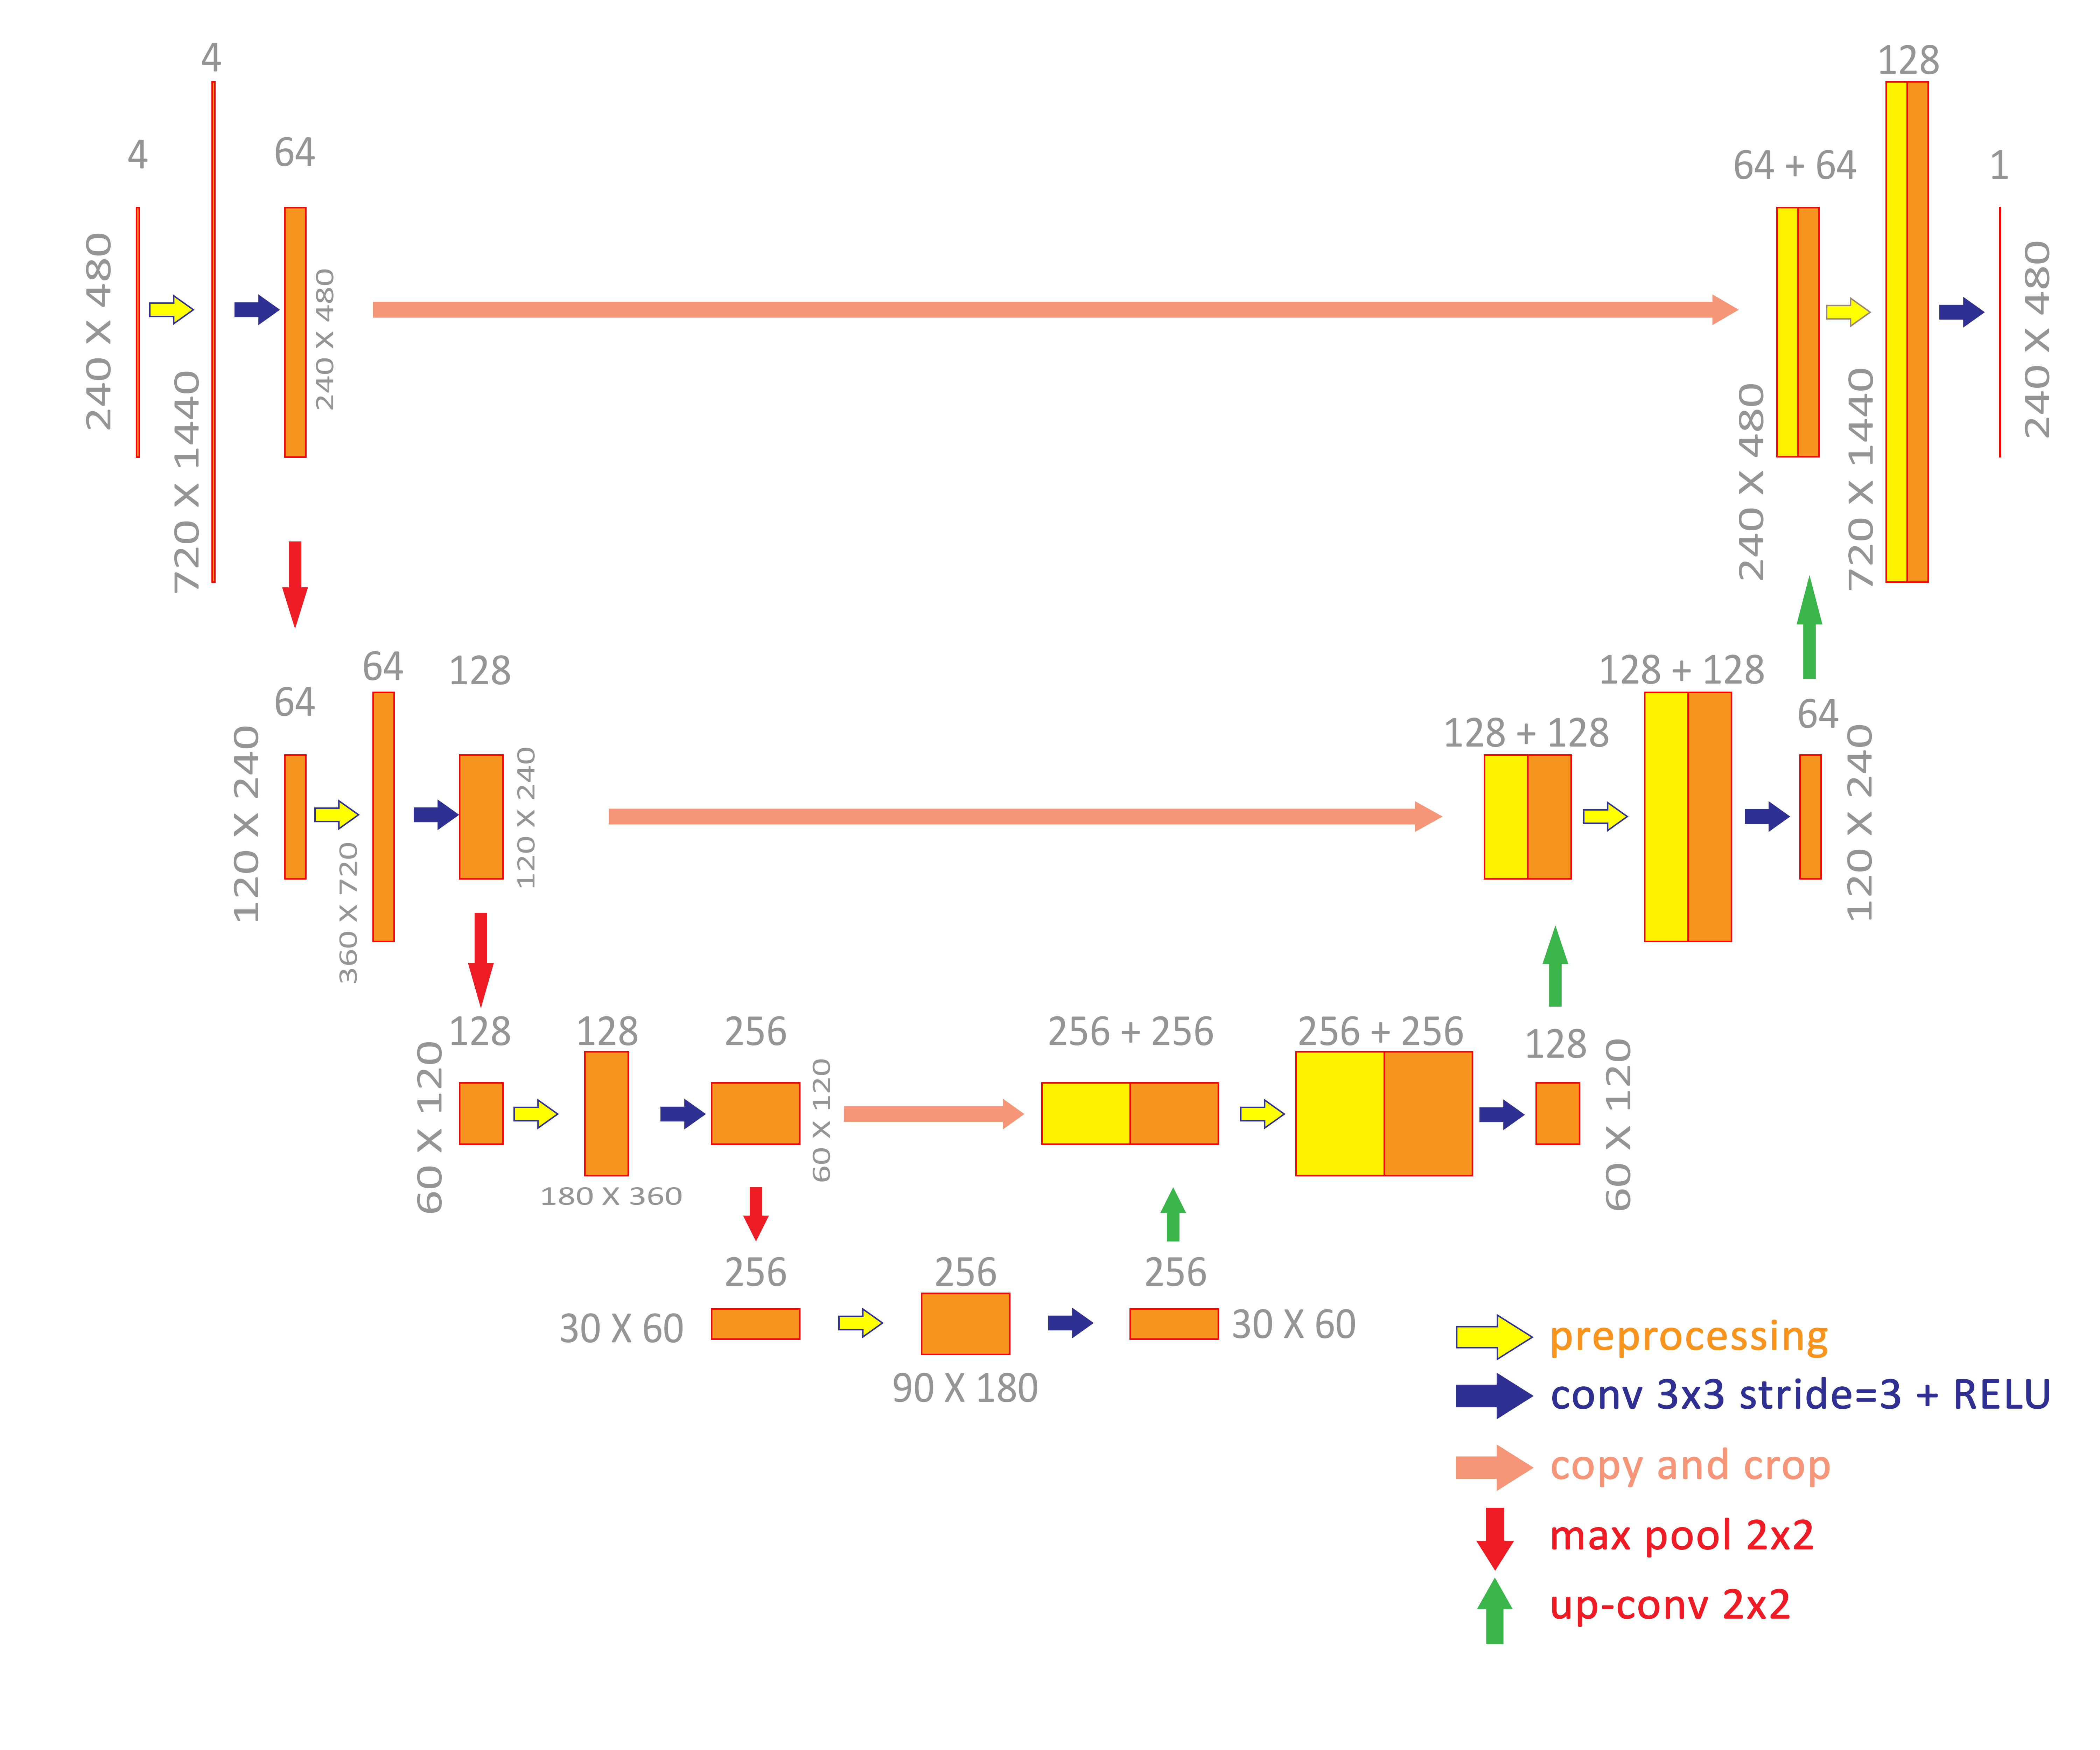 4
4
64
240 X 480
720 X 1440
240 X 480
64 + 64
128
1
240 X 480
720 X 1440
240 X 480
64
64
128
120 X 240
360 X 720
120 X 240
128 + 128
128 + 128
64
120 X 240
128
128
256
60 X 120
180 X 360
60 X 120
256 + 256
256 + 256
128
60 X 120
256
256
256
30 X 60
90 X 180
30 X 60
preprocessing
conv 3x3 stride=3 + RELU
copy and crop
max pool 2x2
up-conv 2x2